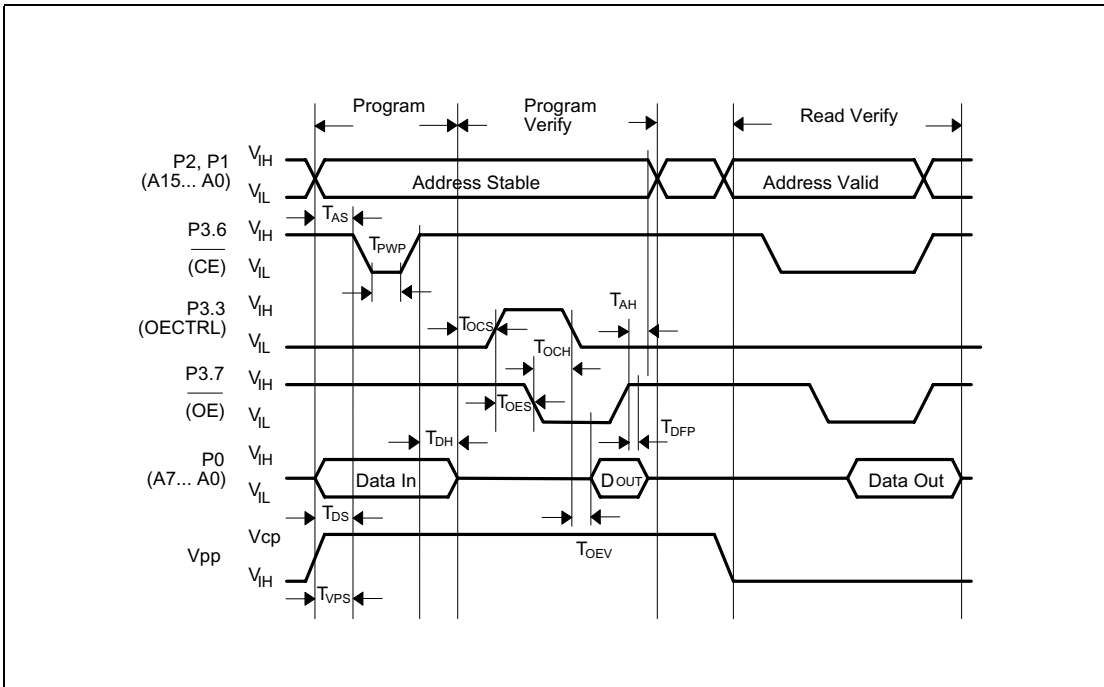 Program
Program
Verify
Read Verify
P2, P1
(A15... A0)
VIH
VIL
Address Stable
Address Valid
TAS
P3.6
(CE)
VIH
VIL
TPWP
P3.3
(OECTRL)
VIH
VIL
TOCS
TOCH
TAH
P3.7
(OE)
VIH
VIL
TOES
TDFP
TDH
P0
(A7... A0)
VIH
VIL
Data In
DOUT
Data Out
TDS
TOEV
Vpp
Vcp
VIH
TVPS